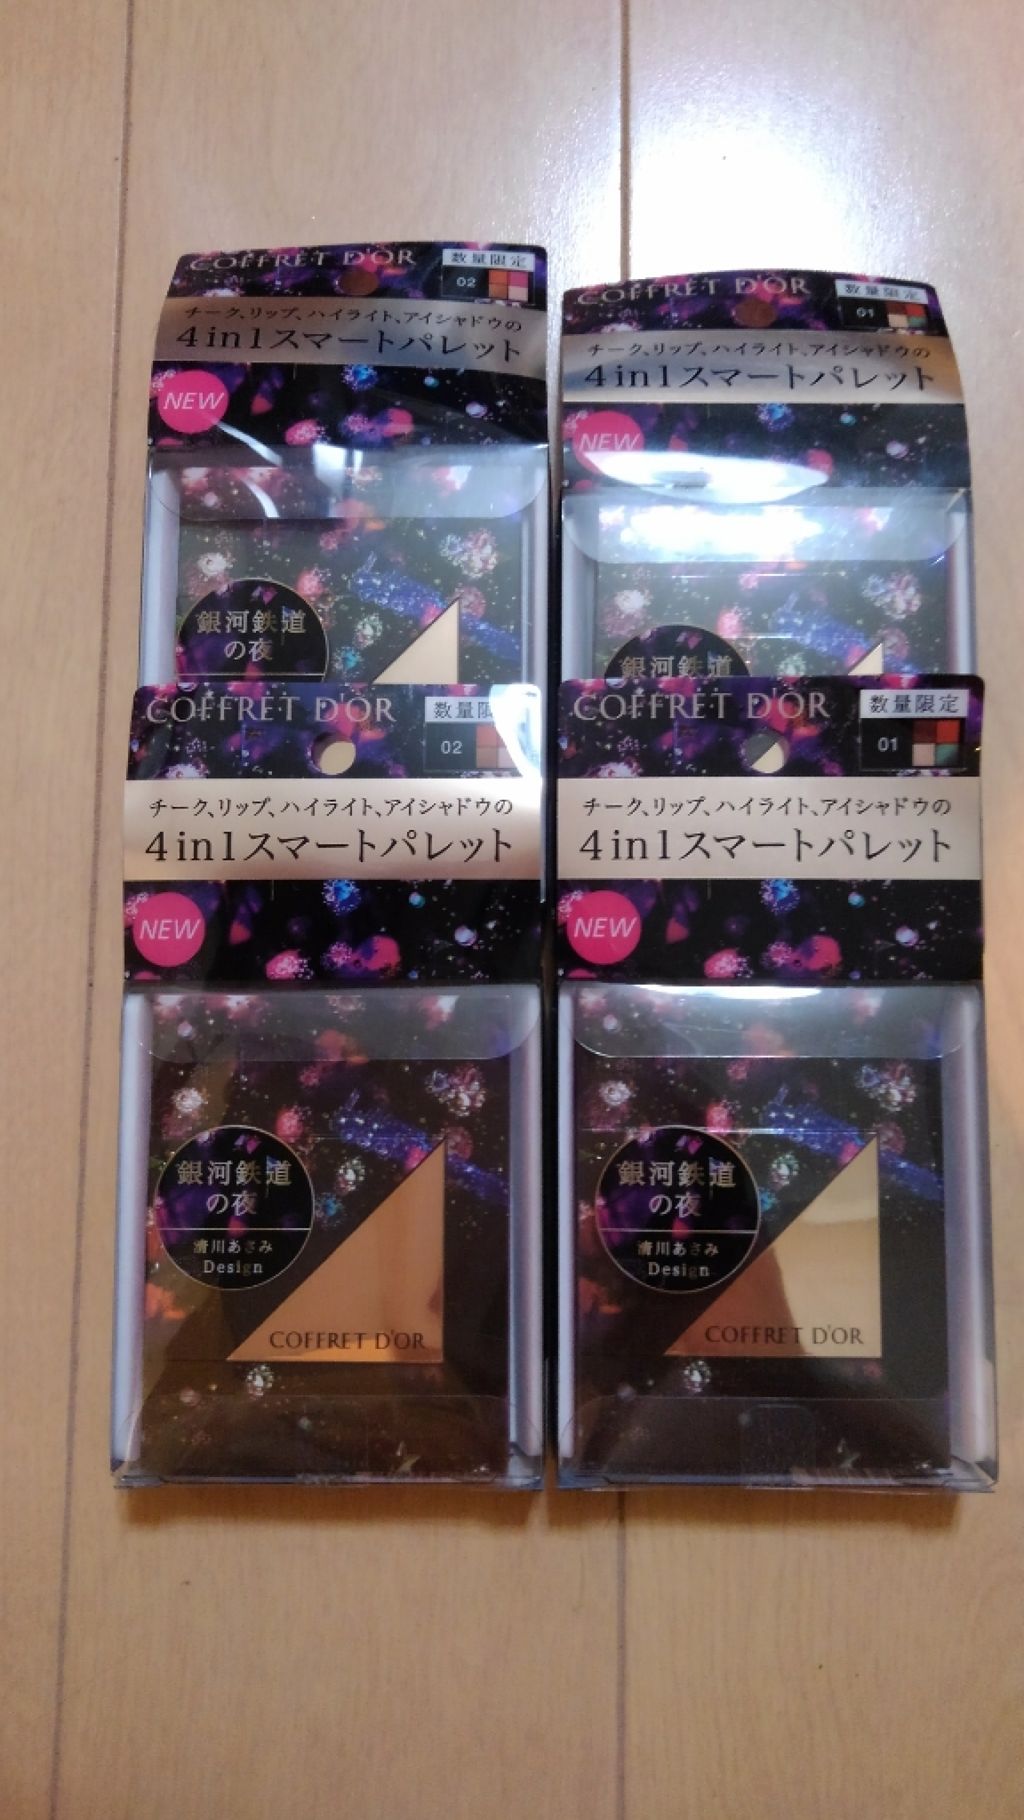 COFFRET D'OR
数量限定
02
チーク、リップ、ハイライト、アイシャドウの
4in1スマートパレット
NEW
銀河鉄道
の夜
COFFRET D'OR
数量限定
01
チーク、リップ、ハイライト、アイシャドウの
4in1スマートパレット
NEW
銀河鉄道
COFFRET D'OR
数量限
02
チーク、リップ、ハイライト、アイシャドウの
4in1スマートパレット
NEW
銀河鉄道
の夜
清川あさみ
Design
COFFRET D'OR
COFFRET D'OR
数量限定
01
チーク、リップ、ハイライト、アイシャドウの
4in1スマートパレット
NEW
銀河鉄道
の夜
清川あさみ
Design
COFFRET D'OR